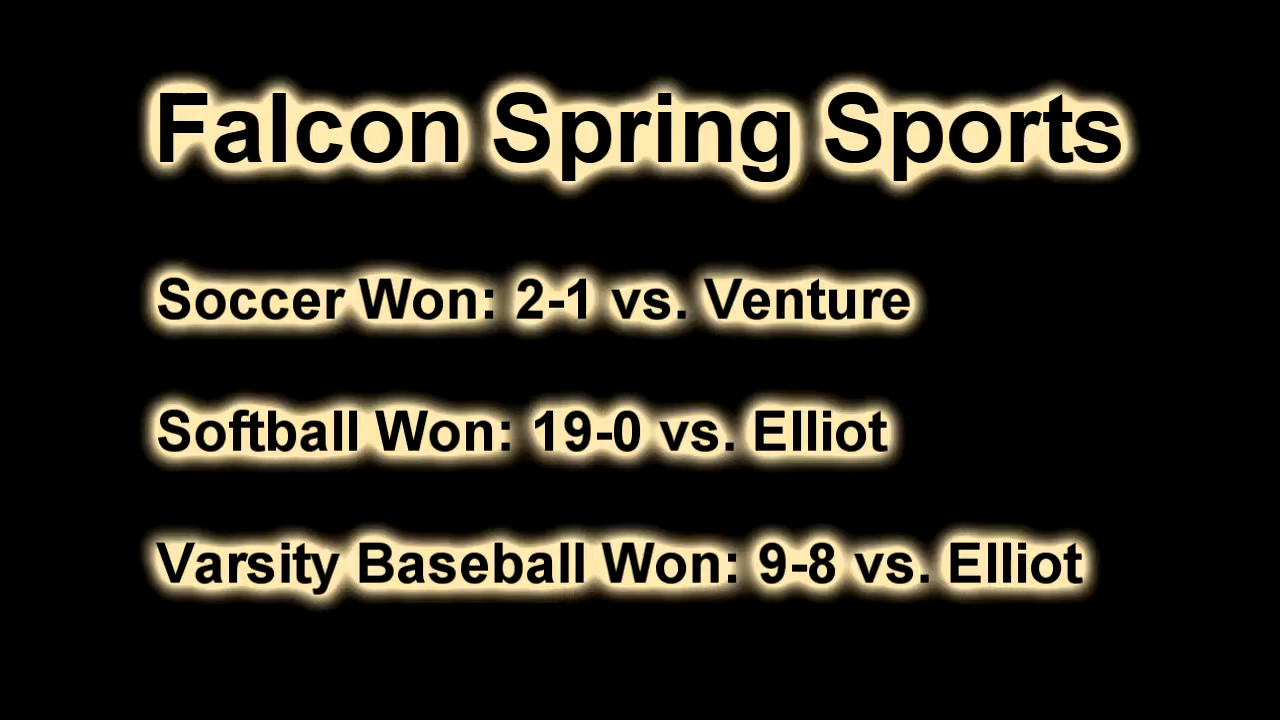 Falcon Spring Sports
Soccer Won: 2-1 vs. Venture
Softball Won: 19-0 vs. Elliot
Varsity Baseball Won: 9-8 vs. Elliot